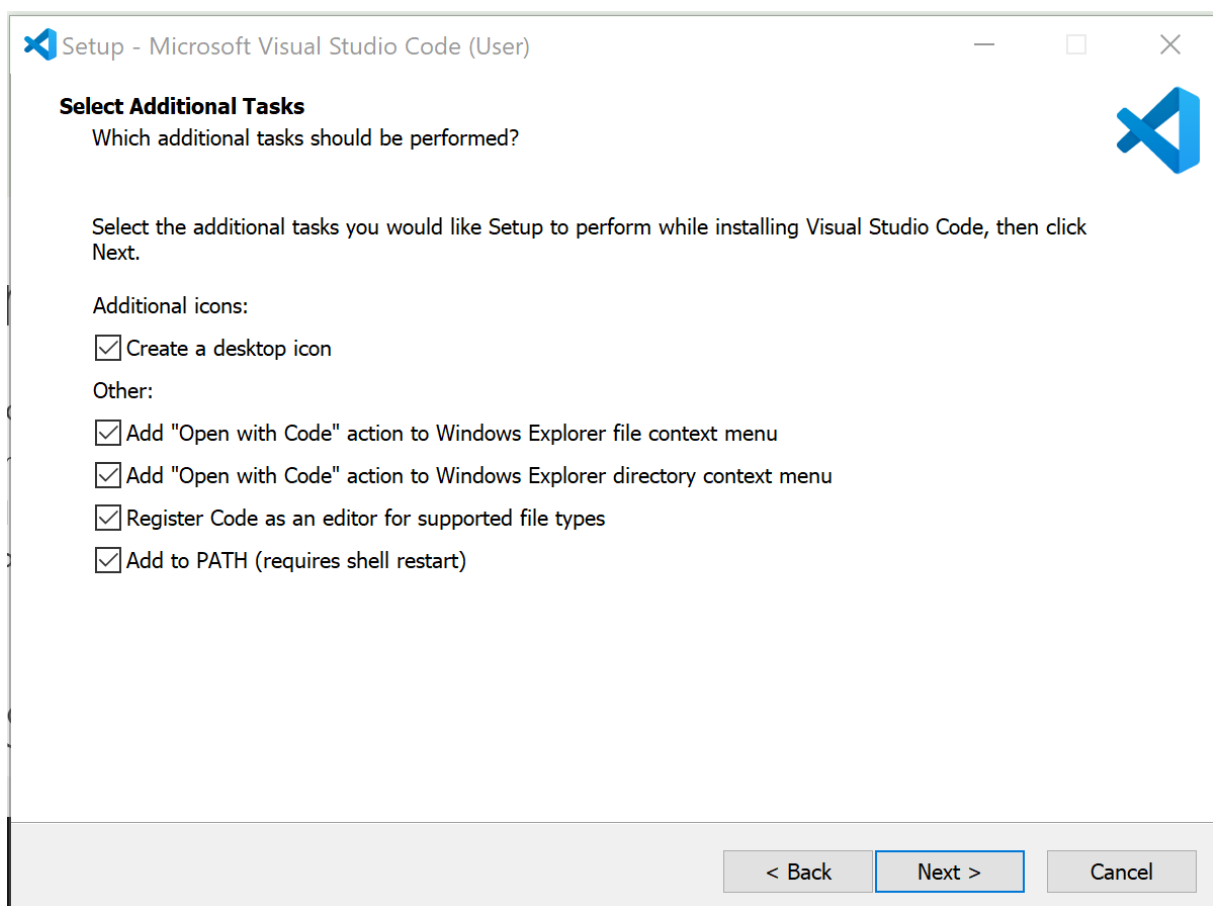 Setup - Microsoft Visual Studio Code (User)
Select Additional Tasks
Which additional tasks should be performed?
Select the additional tasks you would like Setup to perform while installing Visual Studio Code, then click
Next.
Additional icons:
Create a desktop icon
Other:
Add "Open with Code" action to Windows Explorer file context menu
Add "Open with Code" action to Windows Explorer directory context menu
Register Code as an editor for supported file types
Add to PATH (requires shell restart)
< Back
Next >
Cancel